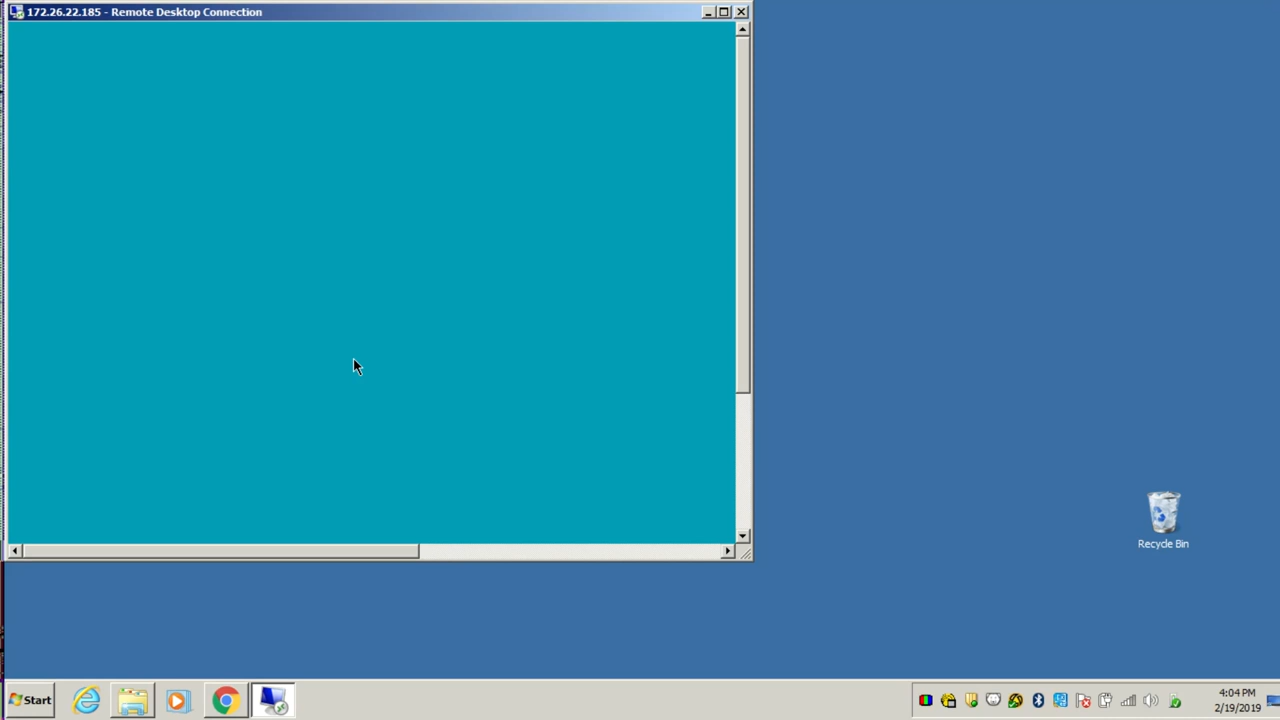 172.26.22.185 - Remote Desktop Connection
Recycle Bin
Start
4:04 PM
2/19/2019